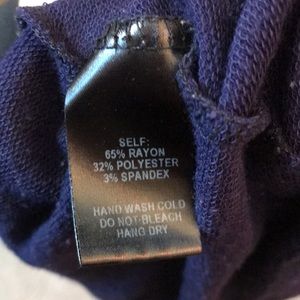 SELF:
65% RAYON
32% POLYESTER
3% SPANDEX
HAND WASH COLD
DO NOT BLEACH
HANG DRY